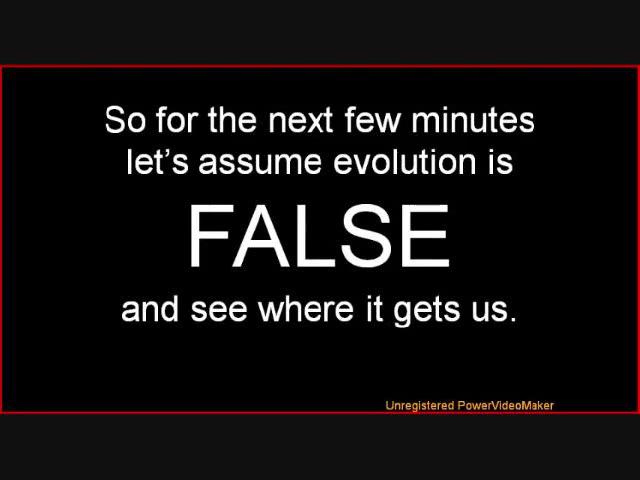 So for the next few minutes
let's assume evolution is
FALSE
and see where it gets us.
Unregistered PowerVideoMaker